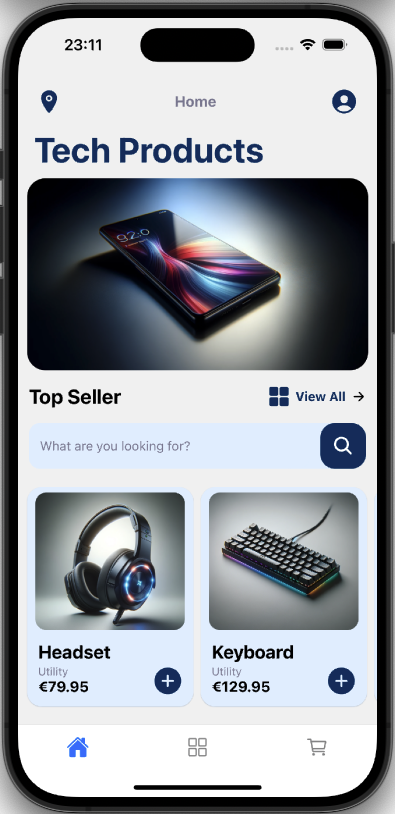 23:11
Home
Tech Products
Top Seller
View All →
What are you looking for?
Headset
Utility
€79.95
Keyboard
Utility
€129.95